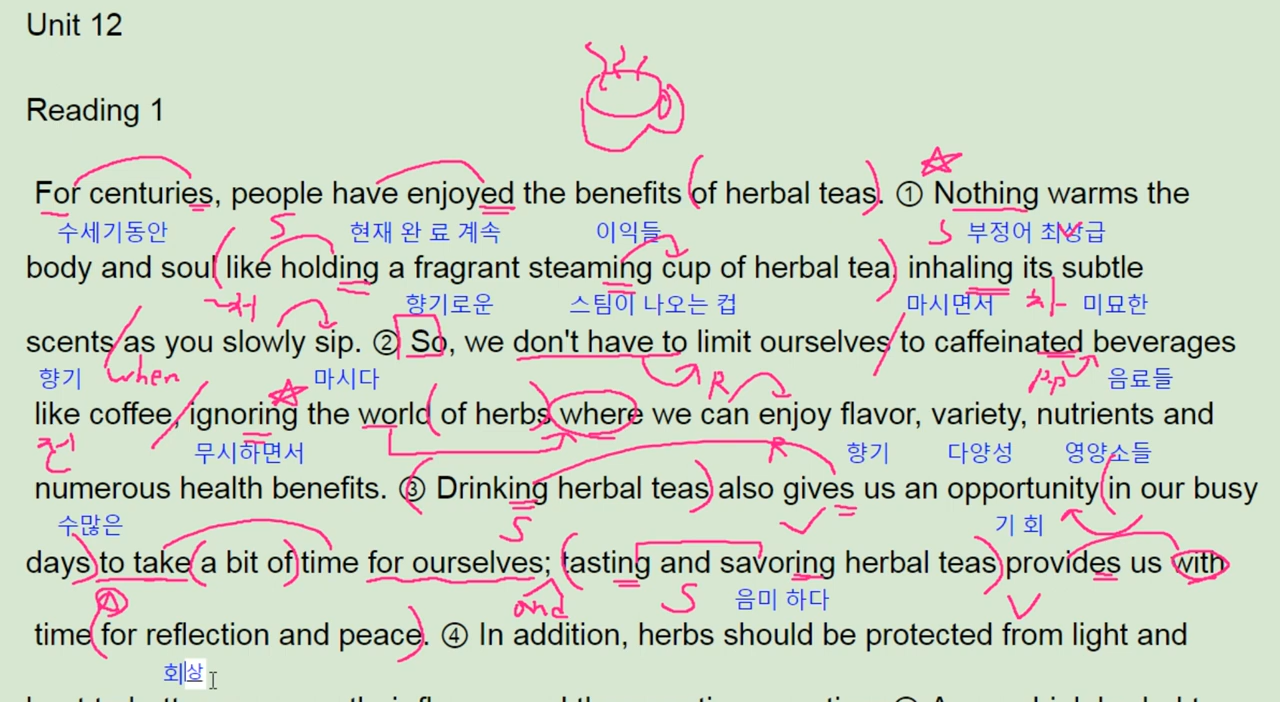 Unit 12
Reading 1
For centuries, people have enjoyed the benefits of herbal teas. ① Nothing warms the
수세기동안 현재 완 료 계속 이익들 S S 부정어 최상급
body and soul like holding a fragrant steaming cup of herbal tea, inhaling its subtle
향기로운 스팀이 나오는 컵 마시면서 미묘한
scents as you slowly sip. ② So, we don't have to limit ourselves to caffeinated beverages
향기 when 마시다 R p.p 음료들
like coffee, ignoring the world of herbs where we can enjoy flavor, variety, nutrients and
무시하면서 R 향기 다양성 영양소들
numerous health benefits. ③ Drinking herbal teas also gives us an opportunity in our busy
수많은 S V 기 회
days to take a bit of time for ourselves; tasting and savoring herbal teas provides us with
A and S 음미 하다 V
time for reflection and peace. ④ In addition, herbs should be protected from light and
회상